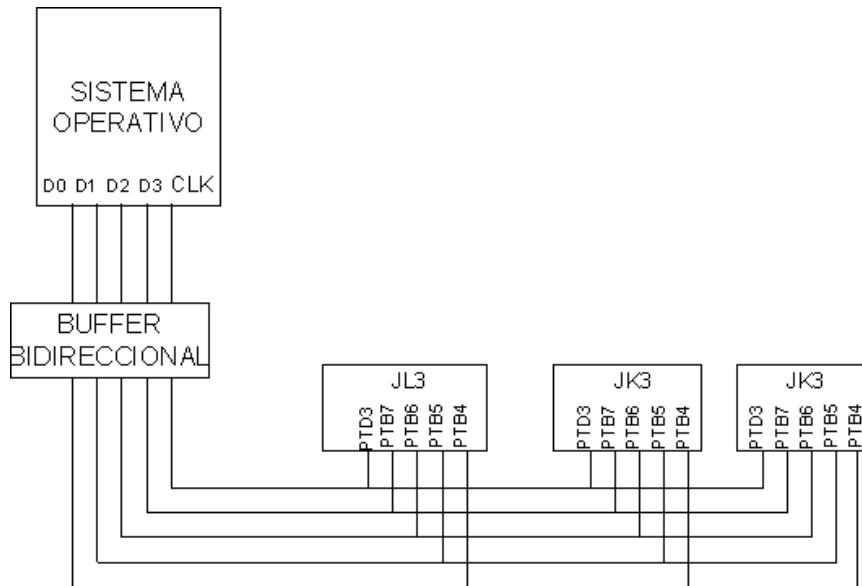 SISTEMA
OPERATIVO
D0 D1 D2 D3 CLK
BUFFER
BIDIRECCIONAL
JL3
PTD3 PTB7 PTB6 PTB5 PTB4
JK3
PTD3 PTB7 PTB6 PTB5 PTB4
JK3
PTD3 PTB7 PTB6 PTB5 PTB4